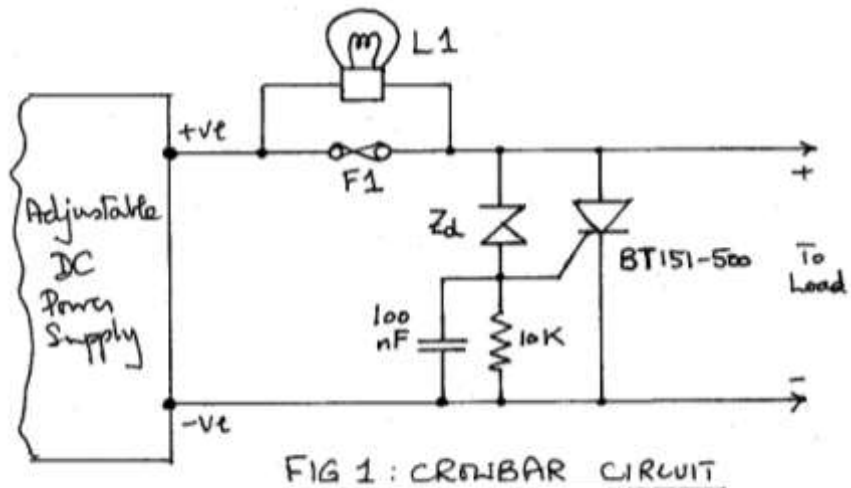 L1
+ve
F1
Adjustable
DC
Power
Supply
Zd
BT151-500
+
To
Load
100
nF
10K
-
-ve
FIG 1 : CROWBAR CIRCUIT